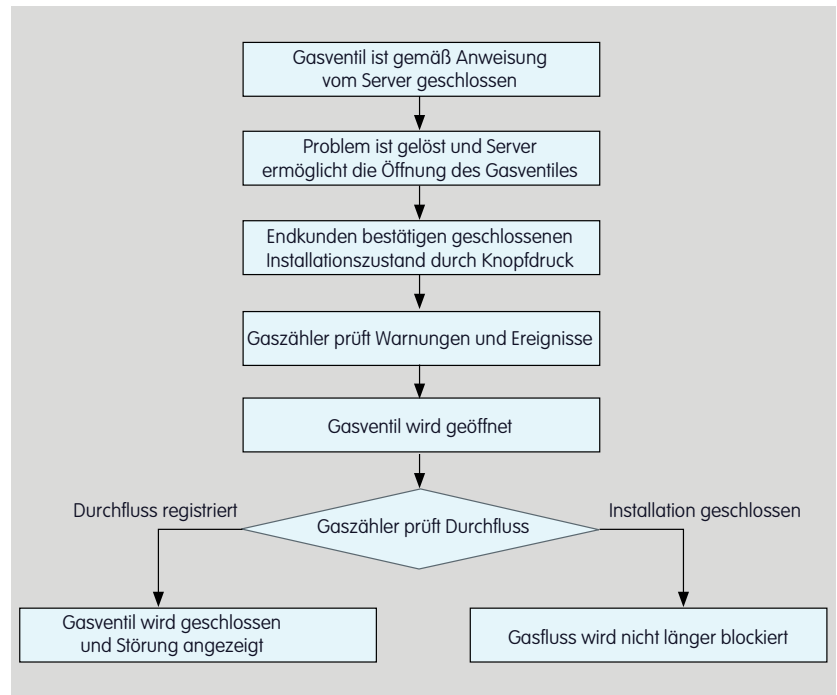 Gasventil ist gemäß Anweisung
vom Server geschlossen
Problem ist gelöst und Server
ermöglicht die Öffnung des Gasventiles
Endkunden bestätigen geschlossenen
Installationszustand durch Knopfdruck
Gaszähler prüft Warnungen und Ereignisse
Gasventil wird geöffnet
Durchfluss registriert
Gaszähler prüft Durchfluss
Installation geschlossen
Gasventil wird geschlossen
und Störung angezeigt
Gasfluss wird nicht länger blockiert